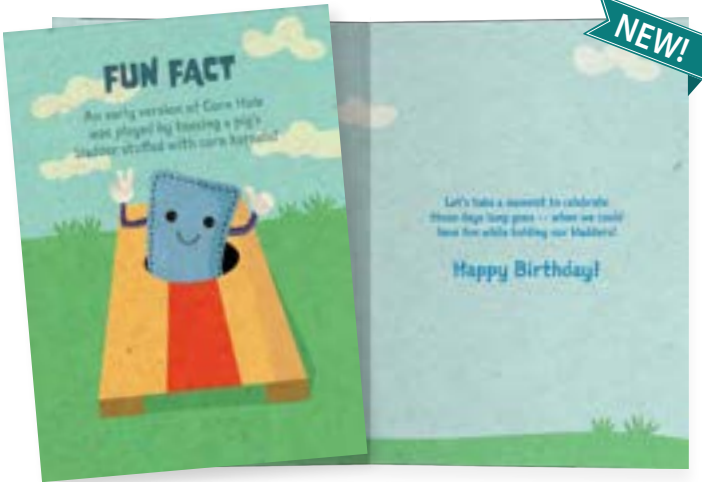 FUN FACT
An early version of Corn Hole
was played by tossing a pig's
bladder stuffed with corn kernels!
NEW!
Let's take a moment to celebrate
those days long gone -- when we could
have fun while holding our bladders!
Happy Birthday!